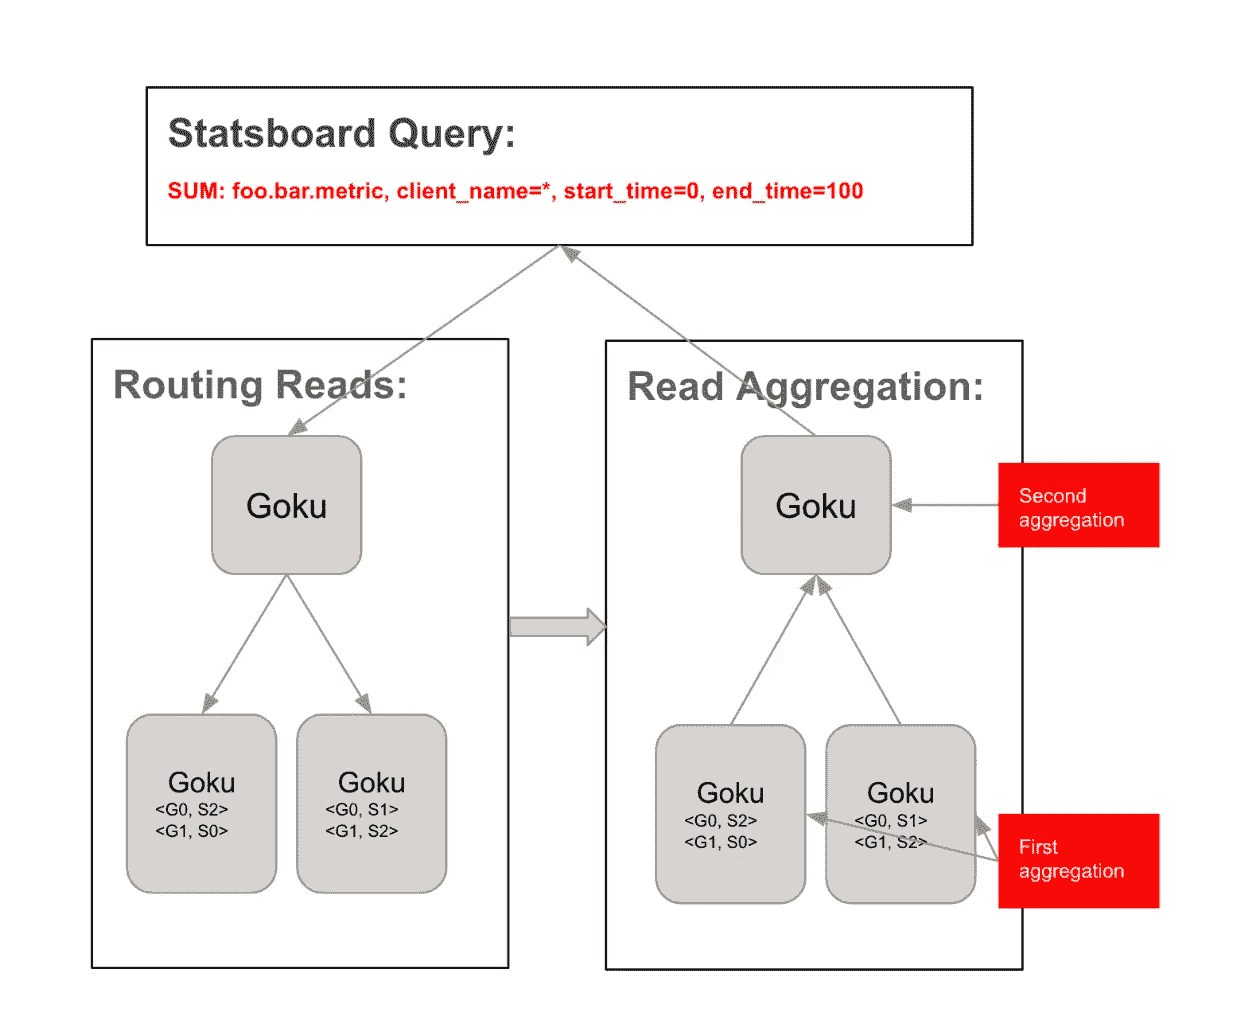 Statsboard Query:
SUM: foo.bar.metric, client_name=*, start_time=0, end_time=100
Routing Reads:
Goku
Goku
<G0, S2>
<G1, S0>
Goku
<G0, S1>
<G1, S2>
Read Aggregation:
Goku
Second
aggregation
Goku
<G0, S2>
<G1, S0>
Goku
<G0, S1>
<G1, S2>
First
aggregation